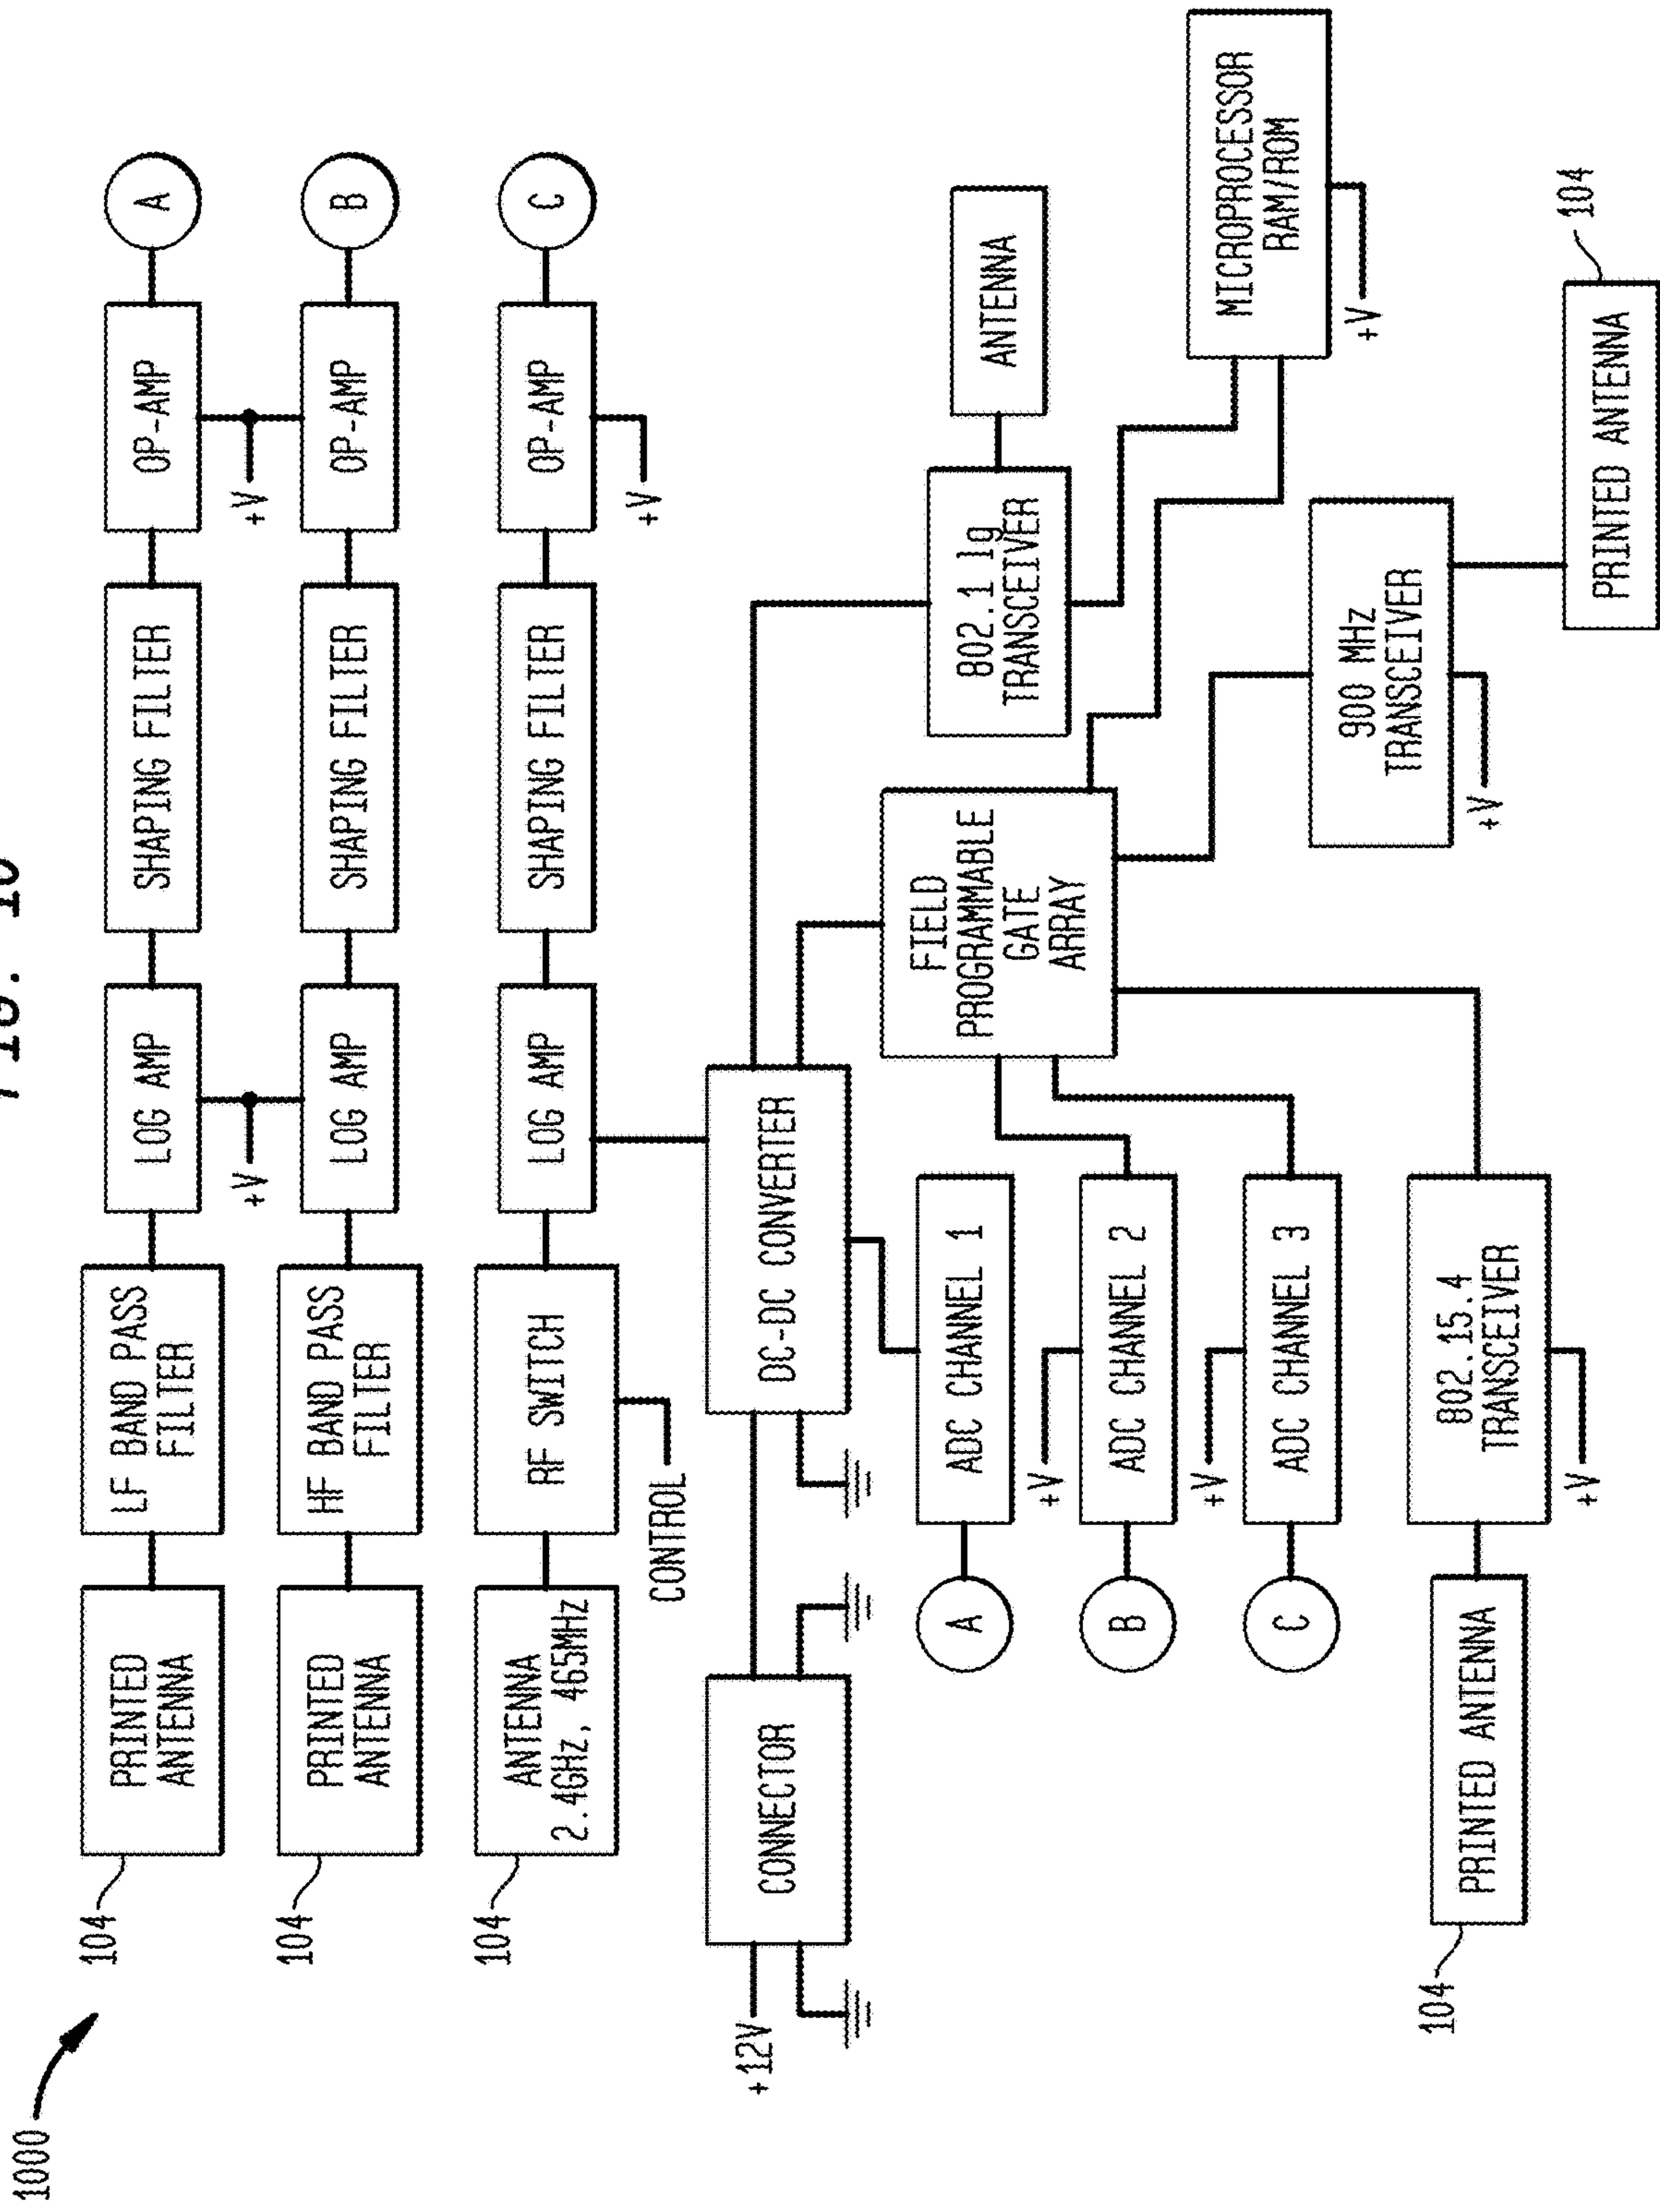 1000
104
PRINTED
ANTENNA
LF BAND PASS
FILTER
LOG AMP
SHAPING FILTER
OP-AMP
A
+V
+V
104
PRINTED
ANTENNA
HF BAND PASS
FILTER
LOG AMP
SHAPING FILTER
OP-AMP
B
104
ANTENNA
2.4GHz, 465MHz
RF SWITCH
LOG AMP
SHAPING FILTER
OP-AMP
C
CONTROL
+V
+12V
CONNECTOR
DC-DC CONVERTER
802.1 1g
TRANSCEIVER
ANTENNA
FIELD
PROGRAMMABLE
GATE
ARRAY
MICROPROCESSOR
RAM/ROM
+V
A
ADC CHANNEL 1
+V
B
ADC CHANNEL 2
+V
C
ADC CHANNEL 3
900 MHz
TRANSCEIVER
+V
104
PRINTED ANTENNA
802.15.4
TRANSCEIVER
+V
PRINTED ANTENNA
104